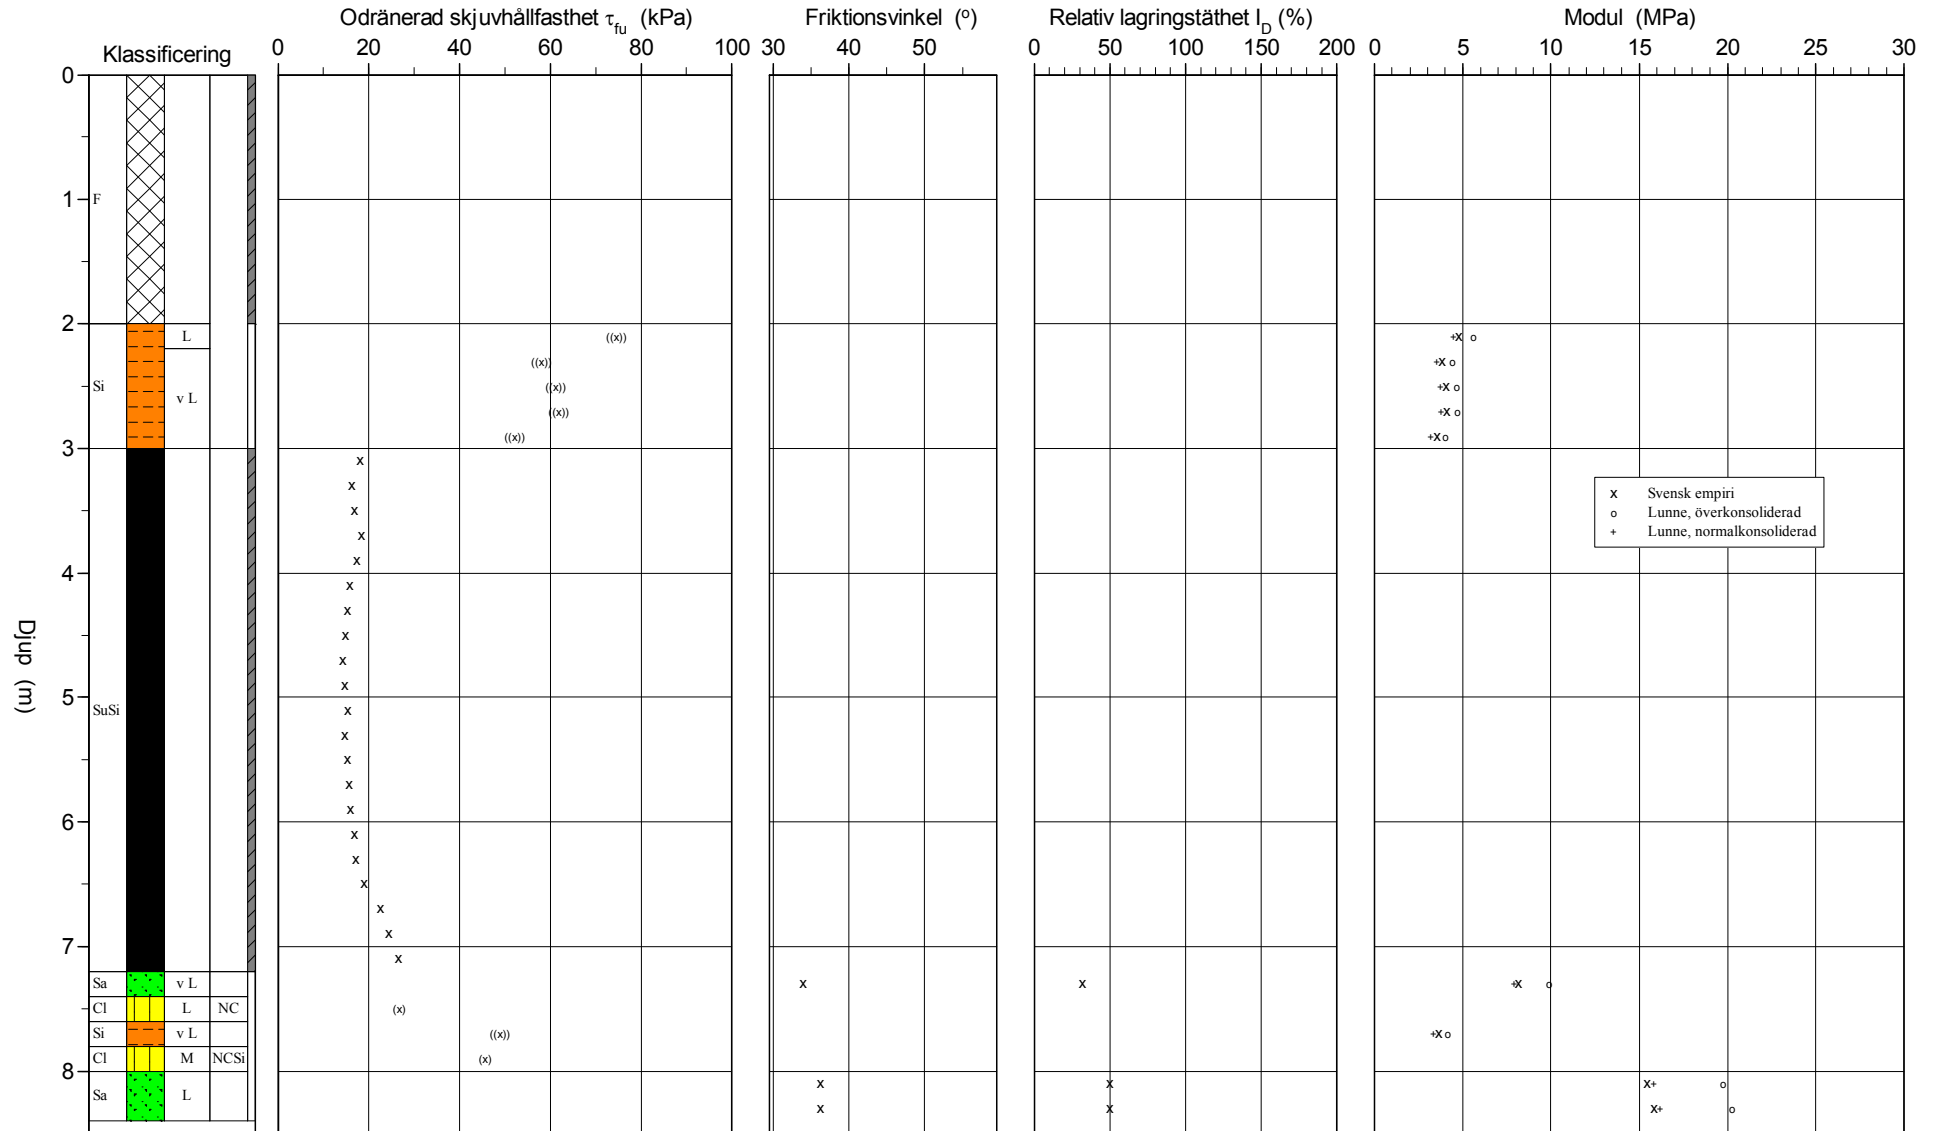 Odränerad skjuvhållfasthet τfu (kPa)
Friktionsvinkel (o)
Relativ lagringstäthet ID (%)
Modul (MPa)
Klassificering
0 20 40 60 80 100
30 40 50
0 50 100 150 200
0 5 10 15 20 25 30
Djup (m)
0
1
2
3
4
5
6
7
8
F
L
Si
v L
SuSi
Sa v L
Cl L NC
Si v L
Cl M NCSi
Sa L
((x))
((x))
((x))
((x))
((x))
(x)
((x))
(x)
x Svensk empiri
o Lunne, överkonsoliderad
+ Lunne, normalkonsoliderad